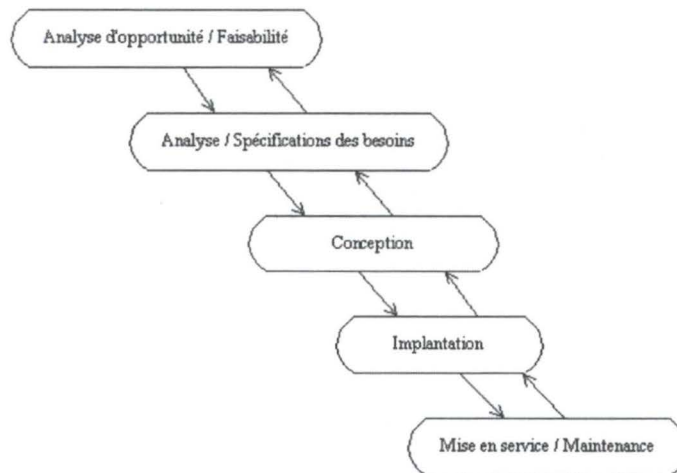 Analyse d'opportunité / Faisabilité
Analyse / Spécifications des besoins
Conception
Implantation
Mise en service / Maintenance